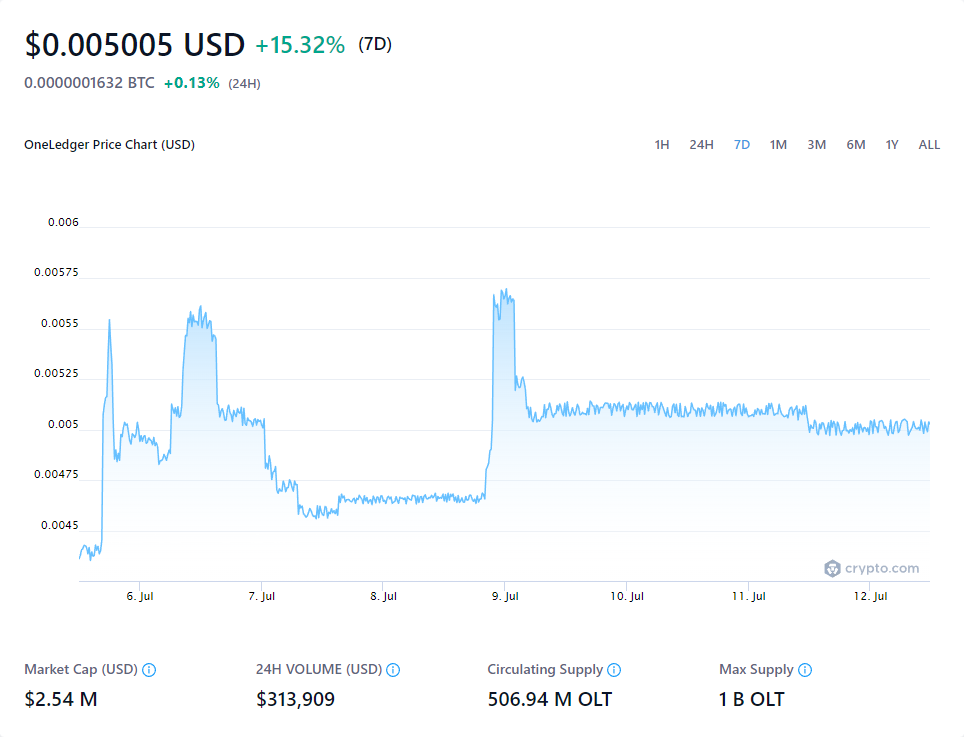 $0.005005 USD +15.32% (7D)
0.0000001632 BTC +0.13% (24H)
OneLedger Price Chart (USD) 1H 24H 7D 1M 3M 6M 1Y ALL
0.006
0.00575
0.0055
0.00525
0.005
0.00475
0.0045
crypto.com
6. Jul 7. Jul 8. Jul 9. Jul 10. Jul 11. Jul 12. Jul
Market Cap (USD) 24H VOLUME (USD) Circulating Supply Max Supply
$2.54 M $313,909 506.94 M OLT 1 B OLT